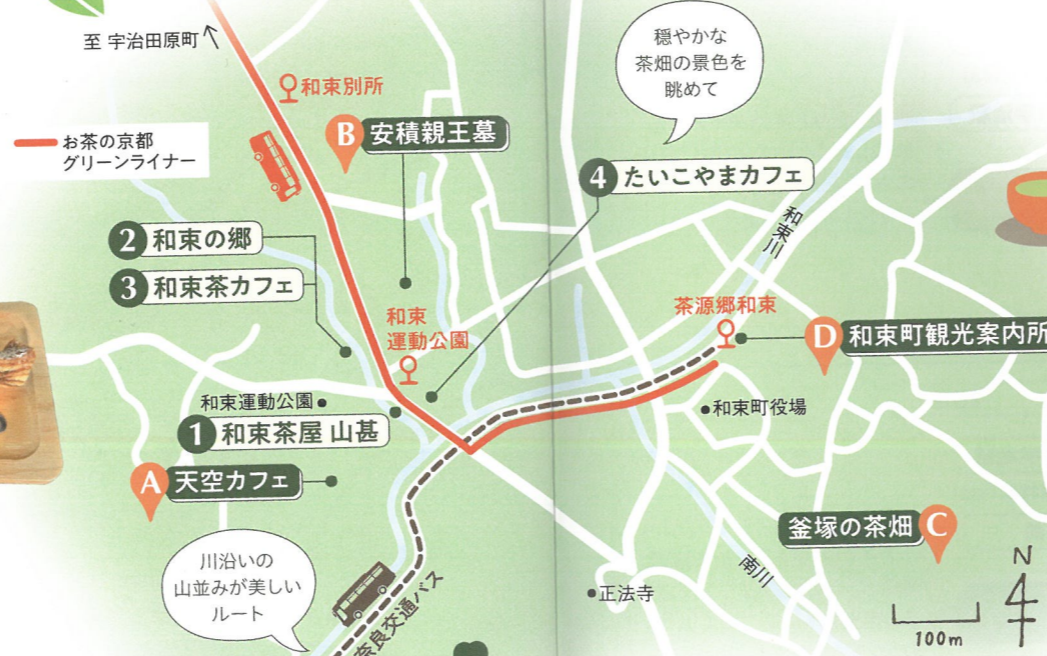 至 宇治田原町
和束別所
お茶の京都
グリーンライナー
B 安積親王墓
穏やかな
茶畑の景色を
眺めて
4 たいこやまカフェ
2 和束の郷
3 和束茶カフェ
和束川
和束
運動公園
茶源郷和束
D 和束町観光案内所
和束運動公園
1 和束茶屋 山甚
和束町役場
A 天空カフェ
釜塚の茶畑 C
川沿いの
山並みが美しい
ルート
奈良交通バス
正法寺
南川
N
100m